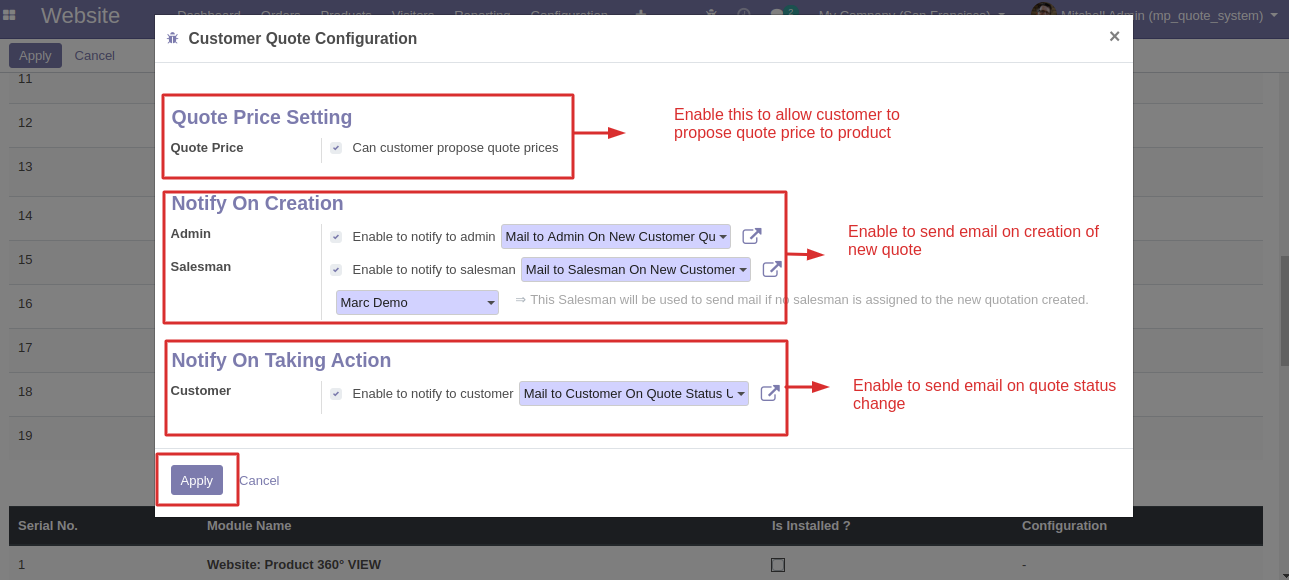 Website
Dashboard Orders Products Visitors Reporting Configuration
2
My Company (San Francisco)
Mitchell Admin (mp_quote_system)
Apply Cancel
Customer Quote Configuration
×
11
12
13
14
15
16
17
18
19
Quote Price Setting
Quote Price Can customer propose quote prices
Enable this to allow customer to
propose quote price to product
Notify On Creation
Admin Enable to notify to admin Mail to Admin On New Customer Qu
Salesman Enable to notify to salesman Mail to Salesman On New Customer
Marc Demo ⇒ This Salesman will be used to send mail if no salesman is assigned to the new quotation created.
Enable to send email on creation of
new quote
Notify On Taking Action
Customer Enable to notify to customer Mail to Customer On Quote Status U
Enable to send email on quote status
change
Apply Cancel
Serial No. Module Name Is Installed ? Configuration
1 Website: Product 360° VIEW -